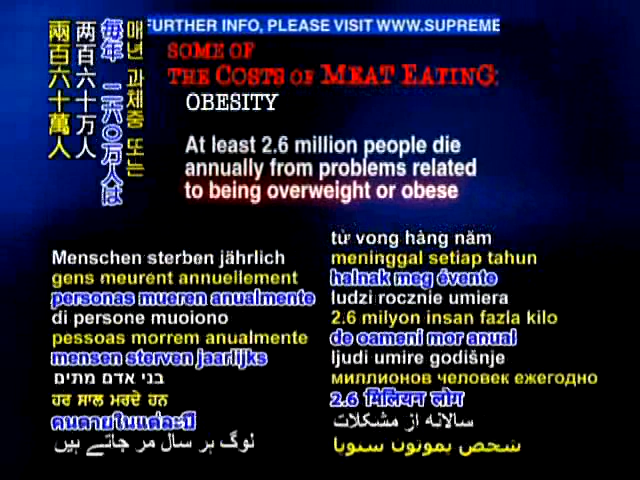 FURTHER INFO, PLEASE VISIT WWW.SUPREME
兩百六十萬人
两百六十万人
毎年 二六〇万人は
매년 과체중 또는
SOME OF
THE COSTS OF MEAT EATING:
OBESITY
At least 2.6 million people die
annually from problems related
to being overweight or obese
Menschen sterben jährlich
gens meurent annuellement
personas mueren anualmente
di persone muoiono
pessoas morrem anualmente
mensen sterven jaarlijks
בני אדם מתים
ਹਰ ਸਾਲ ਮਰਦੇ ਹਨ
คนตายในแต่ละปี
لوگ ہر سال مر جاتے ہیں
tử vong hàng năm
meninggal setiap tahun
halnak meg évente
ludzi rocznie umiera
2.6 milyon insan fazla kilo
de oameni mor anual
ljudi umire godišnje
миллионов человек ежегодно
2.6 मिलियन लोग
سالانه از مشکلات
شخص يموتون سنويا